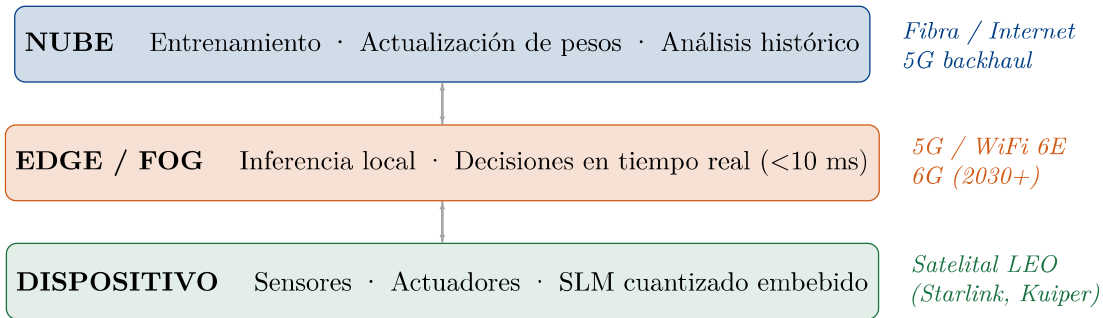 NUBE Entrenamiento · Actualización de pesos · Análisis histórico
Fibra / Internet
5G backhaul
EDGE / FOG Inferencia local · Decisiones en tiempo real (<10 ms)
5G / WiFi 6E
6G (2030+)
DISPOSITIVO Sensores · Actuadores · SLM cuantizado embebido
Satelital LEO
(Starlink, Kuiper)